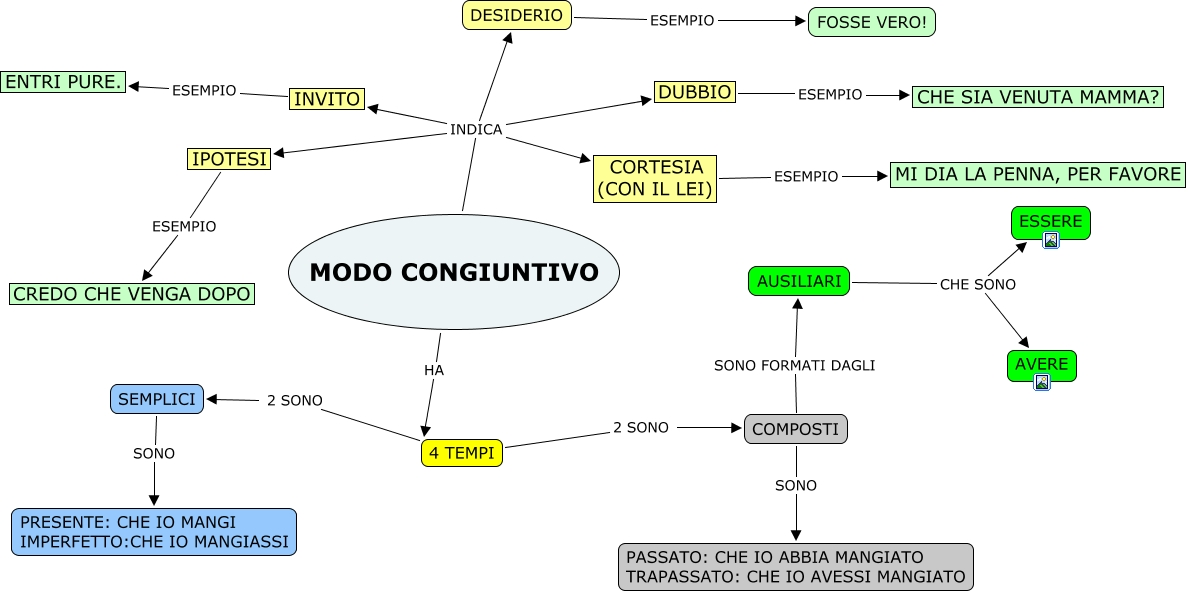 DESIDERIO
ESEMPIO
FOSSE VERO!
ENTRI PURE.
ESEMPIO
INVITO
DUBBIO
ESEMPIO
CHE SIA VENUTA MAMMA?
INDICA
IPOTESI
CORTESIA
(CON IL LEI)
ESEMPIO
MI DIA LA PENNA, PER FAVORE
ESEMPIO
CREDO CHE VENGA DOPO
MODO CONGIUNTIVO
ESSERE
AUSILIARI
CHE SONO
AVERE
SONO FORMATI DAGLI
HA
SEMPLICI
2 SONO
4 TEMPI
2 SONO
COMPOSTI
SONO
SONO
PRESENTE: CHE IO MANGI
IMPERFETTO:CHE IO MANGIASSI
PASSATO: CHE IO ABBIA MANGIATO
TRAPASSATO: CHE IO AVESSI MANGIATO